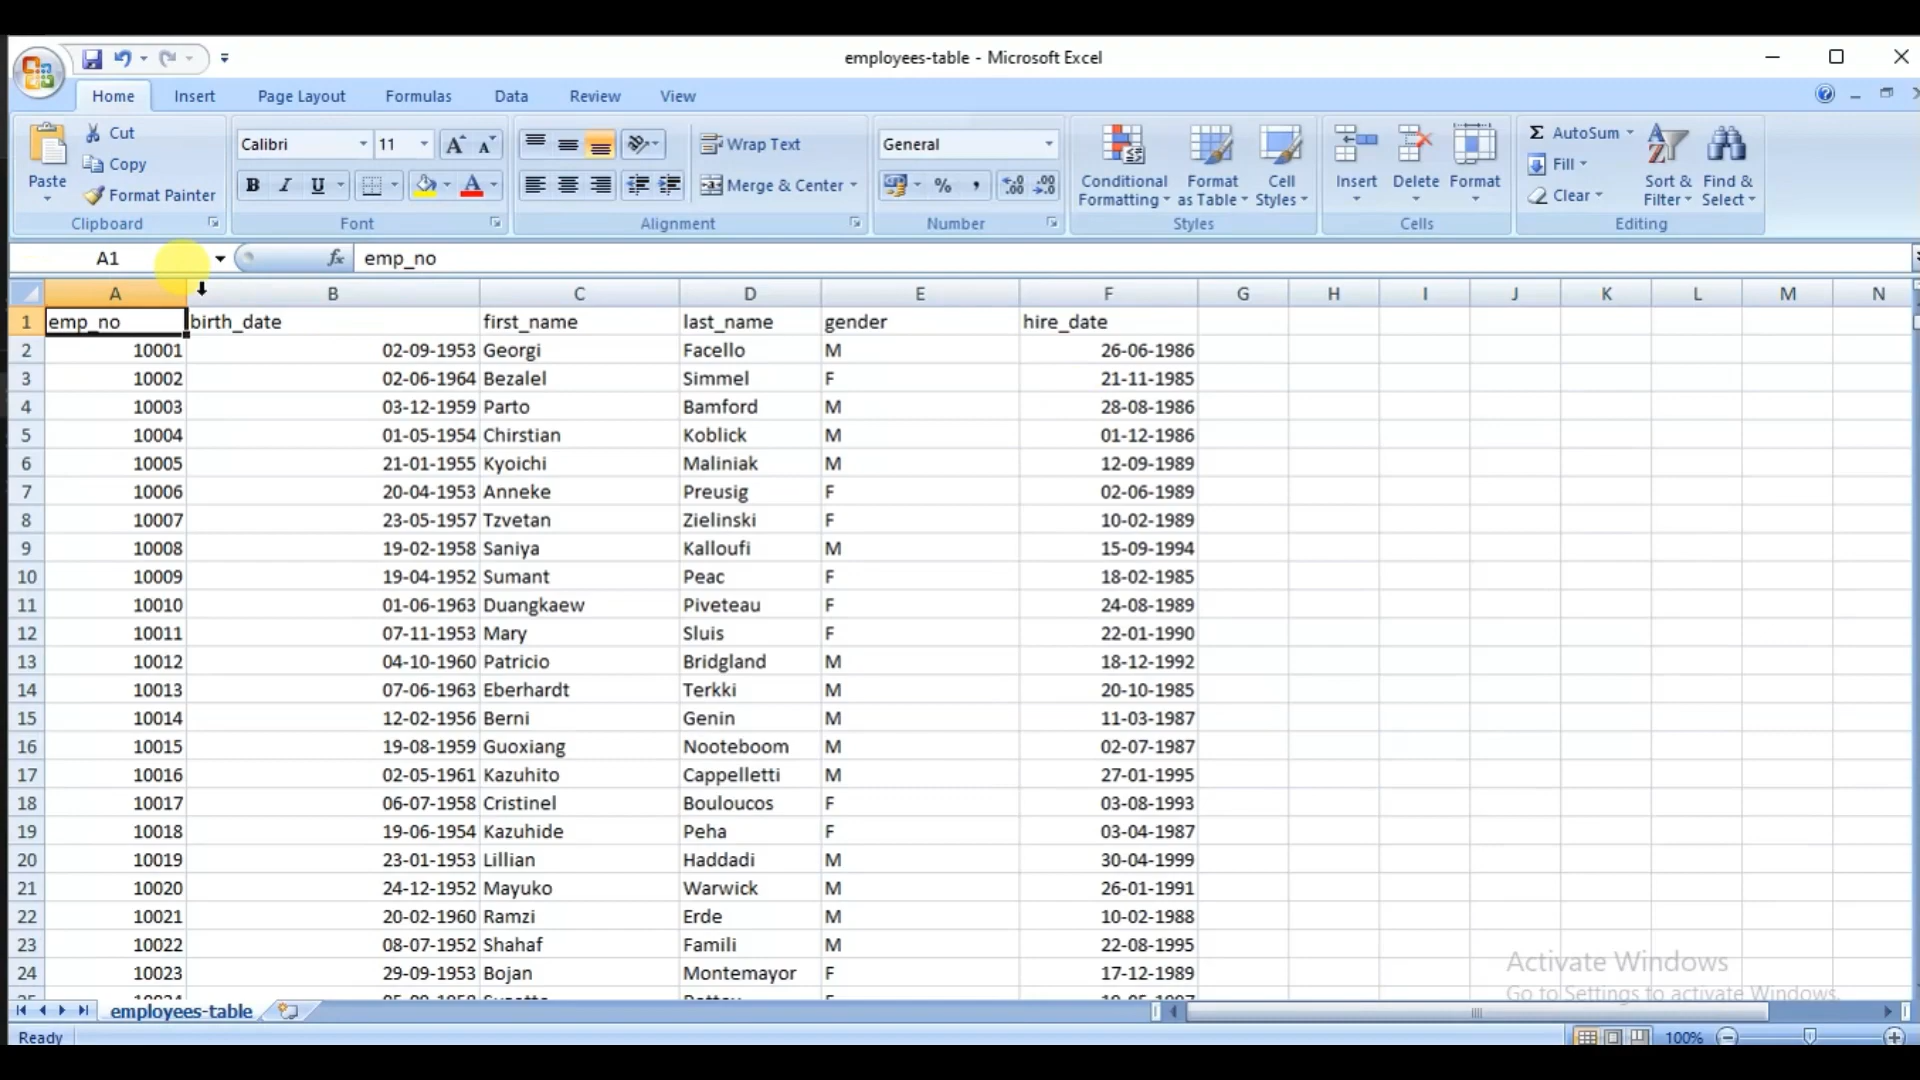 employees-table - Microsoft Excel
Home Insert Page Layout Formulas Data Review View
Paste Cut Copy Format Painter Clipboard
Calibri 11 A A B I U A Font
Wrap Text Merge & Center Alignment
General % , .00 .00 Number
Conditional Formatting Format as Table Cell Styles Styles
Insert Delete Format Cells
Σ AutoSum Fill Clear Sort & Filter Find & Select Editing
A1 fx emp_no
A B C D E F G H I J K L M N
1 emp_no birth_date first_name last_name gender hire_date
2 10001 02-09-1953 Georgi Facello M 26-06-1986
3 10002 02-06-1964 Bezalel Simmel F 21-11-1985
4 10003 03-12-1959 Parto Bamford M 28-08-1986
5 10004 01-05-1954 Chirstian Koblick M 01-12-1986
6 10005 21-01-1955 Kyoichi Maliniak M 12-09-1989
7 10006 20-04-1953 Anneke Preusig F 02-06-1989
8 10007 23-05-1957 Tzvetan Zielinski F 10-02-1989
9 10008 19-02-1958 Saniya Kalloufi M 15-09-1994
10 10009 19-04-1952 Sumant Peac F 18-02-1985
11 10010 01-06-1963 Duangkaew Piveteau F 24-08-1989
12 10011 07-11-1953 Mary Sluis F 22-01-1990
13 10012 04-10-1960 Patricio Bridgland M 18-12-1992
14 10013 07-06-1963 Eberhardt Terkki M 20-10-1985
15 10014 12-02-1956 Berni Genin M 11-03-1987
16 10015 19-08-1959 Guoxiang Nooteboom M 02-07-1987
17 10016 02-05-1961 Kazuhito Cappelletti M 27-01-1995
18 10017 06-07-1958 Cristinel Bouloucos F 03-08-1993
19 10018 19-06-1954 Kazuhide Peha F 03-04-1987
20 10019 23-01-1953 Lillian Haddadi M 30-04-1999
21 10020 24-12-1952 Mayuko Warwick M 26-01-1991
22 10021 20-02-1960 Ramzi Erde M 10-02-1988
23 10022 08-07-1952 Shahaf Famili M 22-08-1995
24 10023 29-09-1953 Bojan Montemayor F 17-12-1989
Activate Windows
Go to Settings to activate Windows.
employees-table
Ready 100%